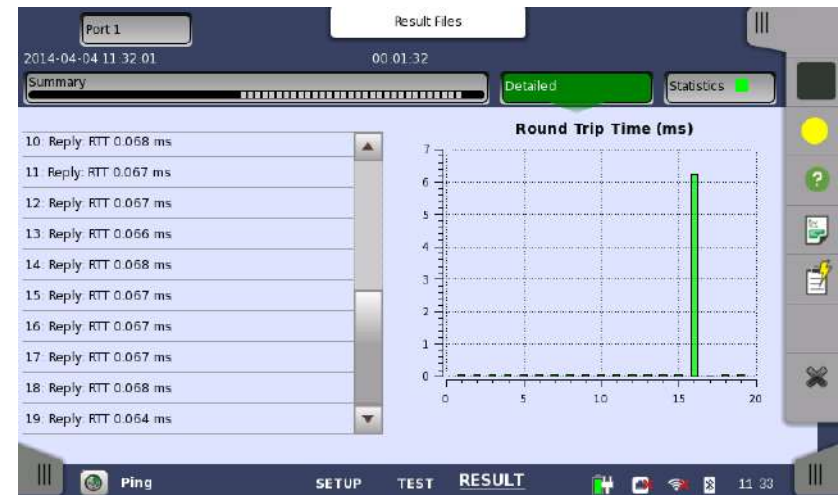 Port 1
Result Files
2014-04-04 11:32:01
00:01:32
Summary
Detailed
Statistics
10: Reply: RTT 0.068 ms
11: Reply: RTT 0.067 ms
12: Reply: RTT 0.067 ms
13: Reply: RTT 0.066 ms
14: Reply: RTT 0.068 ms
15: Reply: RTT 0.067 ms
16: Reply: RTT 0.067 ms
17: Reply: RTT 0.067 ms
18: Reply: RTT 0.068 ms
19: Reply: RTT 0.064 ms
Round Trip Time (ms)
7
6
5
4
3
2
1
0
0 5 10 15 20
Ping
SETUP TEST RESULT
11:33